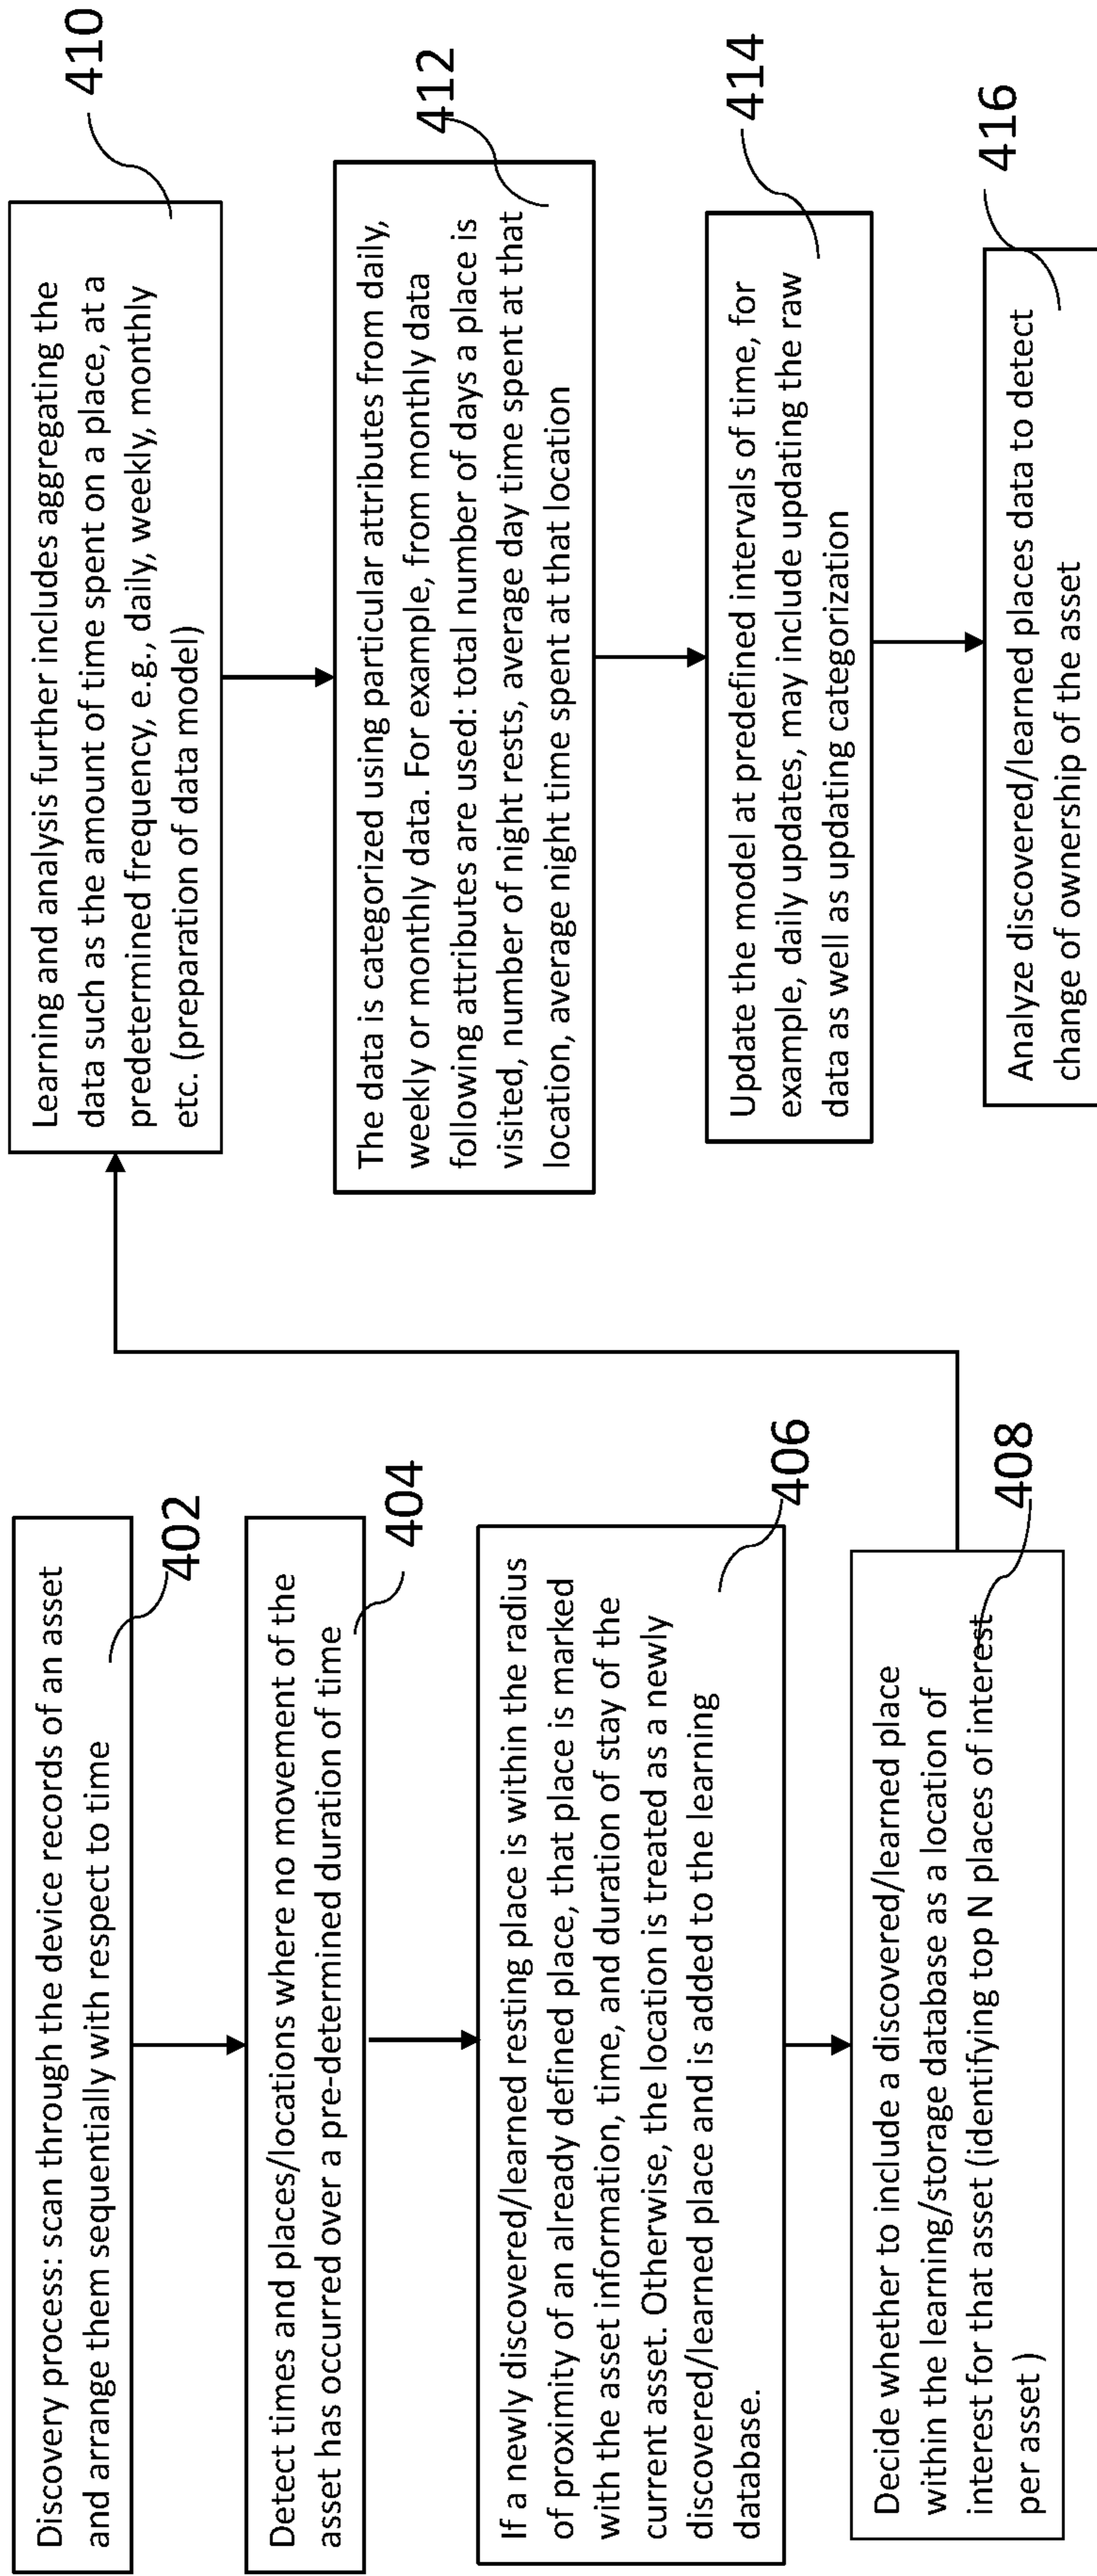 Discovery process: scan through the device records of an asset
and arrange them sequentially with respect to time
402
Detect times and places/locations where no movement of the
asset has occurred over a pre-determined duration of time
404
If a newly discovered/learned resting place is within the radius
of proximity of an already defined place, that place is marked
with the asset information, time, and duration of stay of the
current asset. Otherwise, the location is treated as a newly
discovered/learned place and is added to the learning
database.
406
Decide whether to include a discovered/learned place
within the learning/storage database as a location of
interest for that asset (identifying top N places of interest
per asset )
408
Learning and analysis further includes aggregating the
data such as the amount of time spent on a place, at a
predetermined frequency, e.g., daily, weekly, monthly
etc. (preparation of data model)
410
The data is categorized using particular attributes from daily,
weekly or monthly data. For example, from monthly data
following attributes are used: total number of days a place is
visited, number of night rests, average day time spent at that
location, average night time spent at that location
412
Update the model at predefined intervals of time, for
example, daily updates, may include updating the raw
data as well as updating categorization
414
Analyze discovered/learned places data to detect
change of ownership of the asset
416